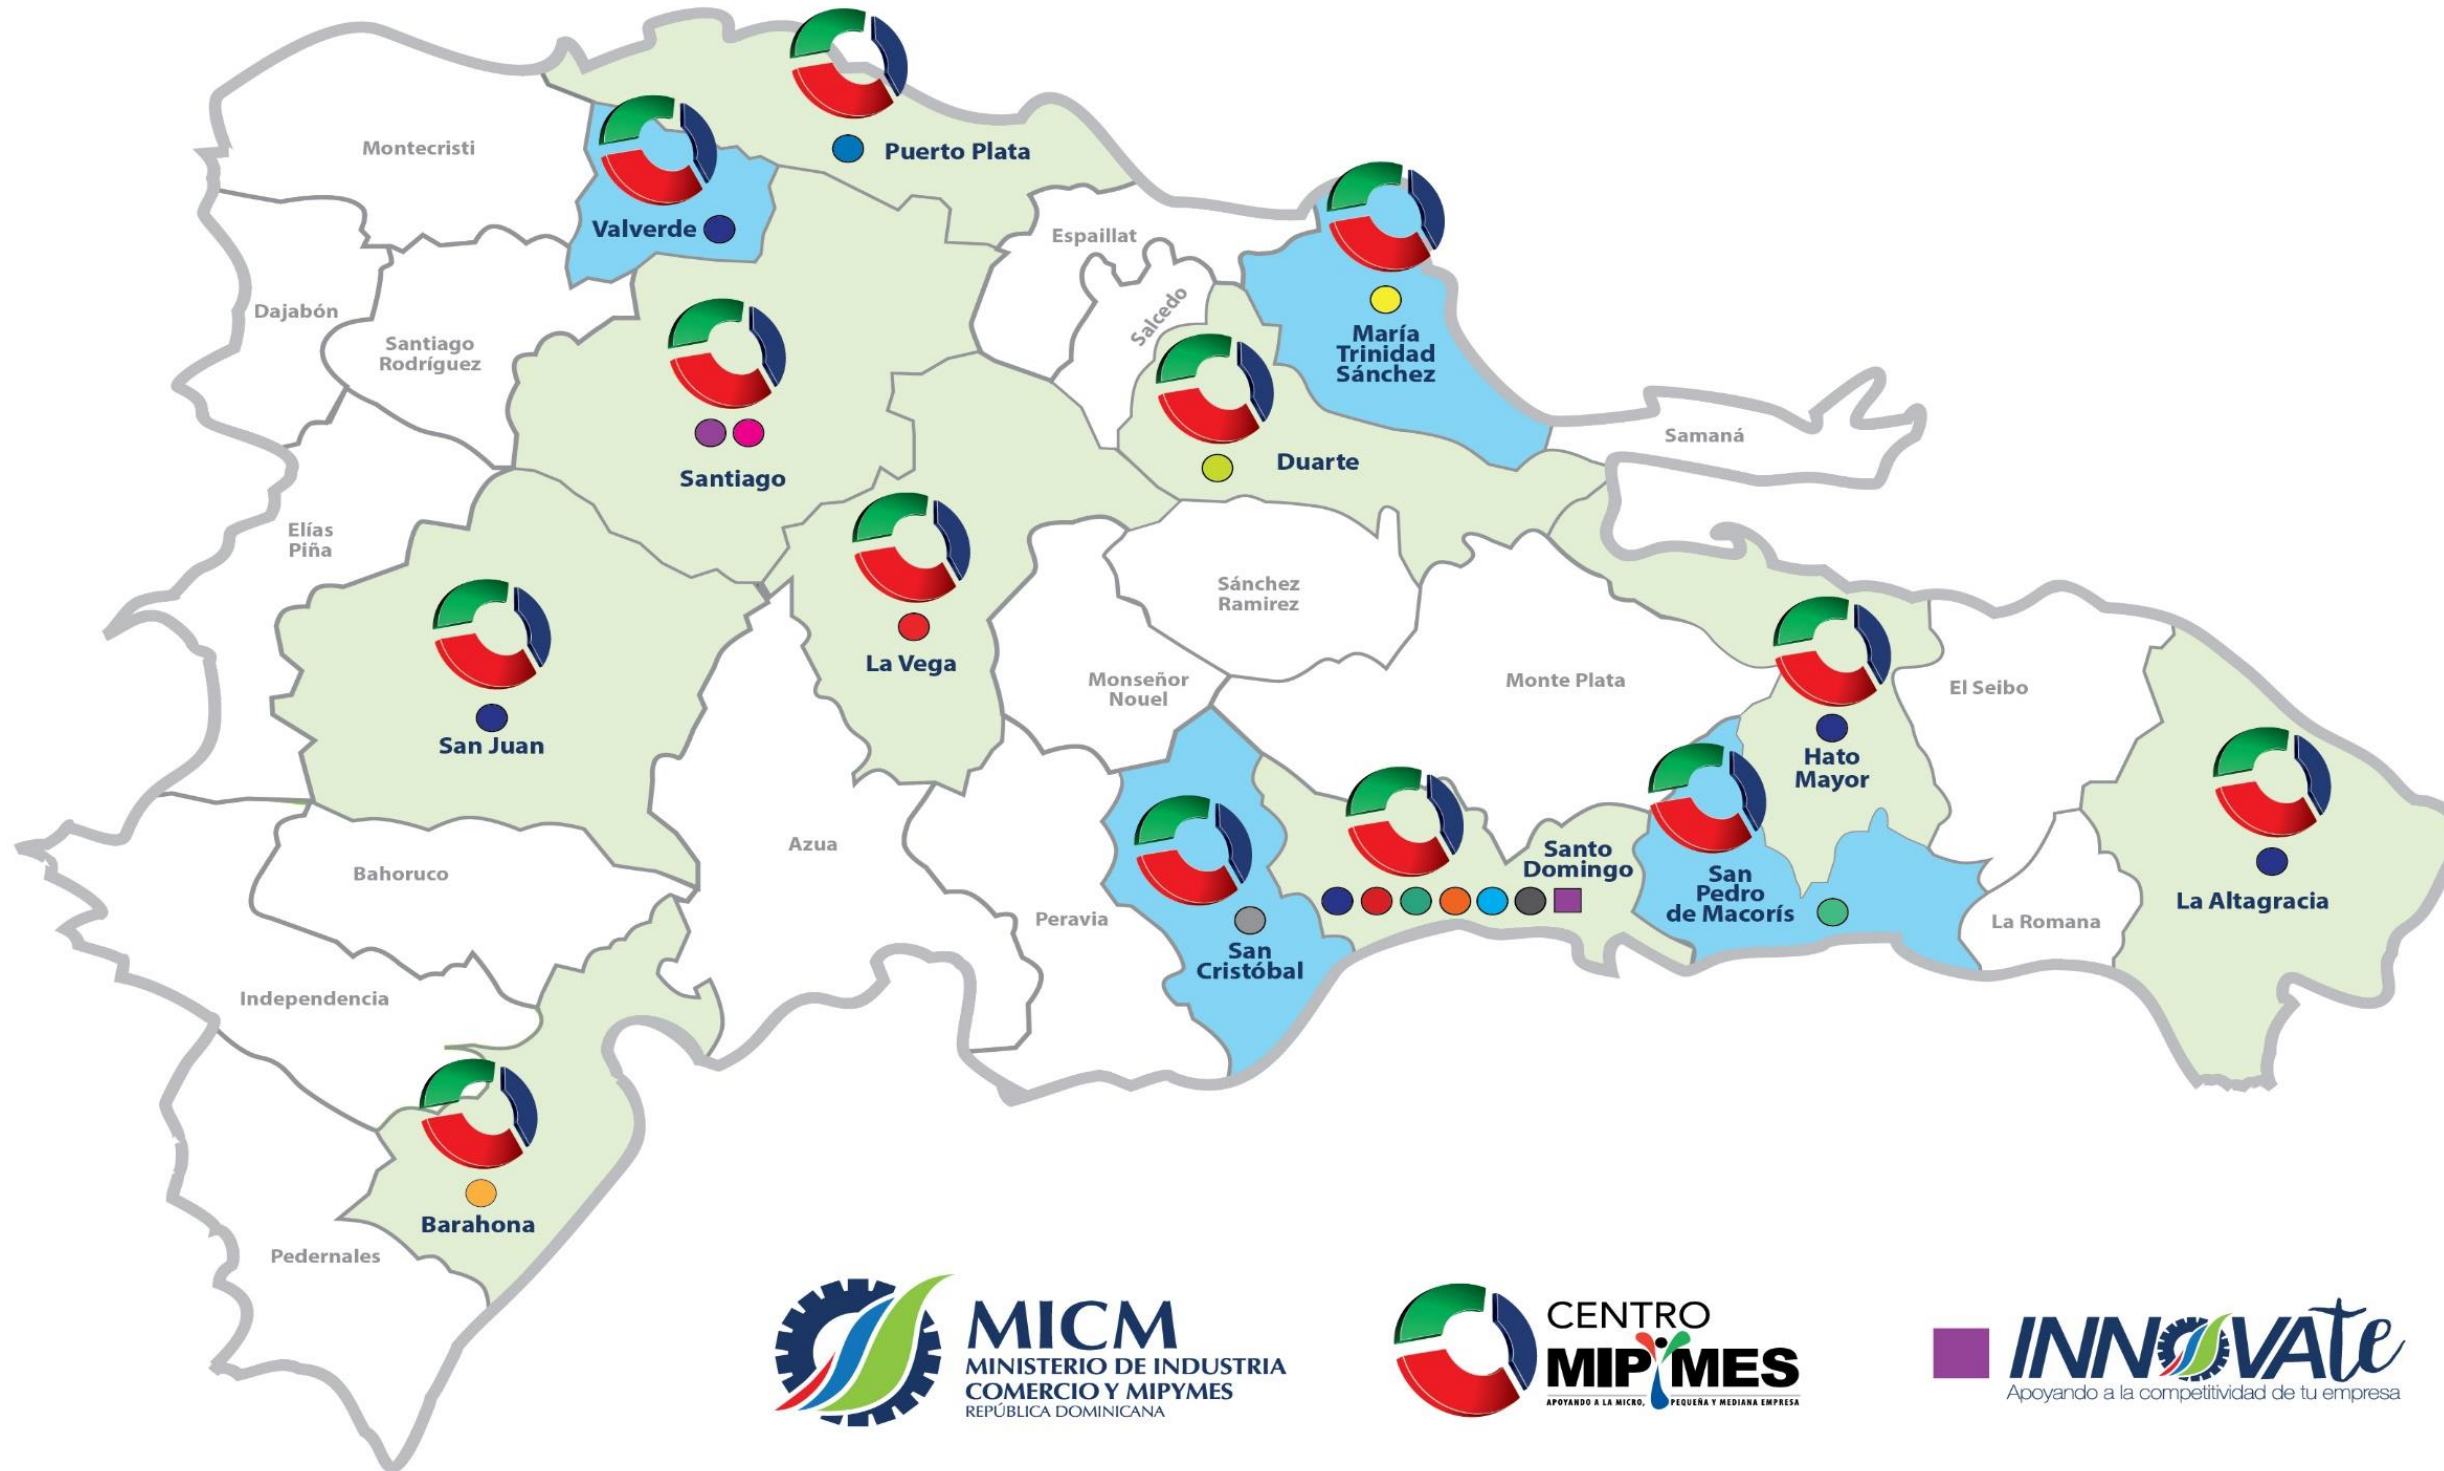 Montecristi
Puerto Plata
Valverde
Espaillat
Dajabón
Santiago
Rodríguez
Salcedo
María
Trinidad
Sánchez
Samaná
Santiago
Duarte
Elías
Piña
Sánchez
Ramirez
La Vega
Monseñor
Nouel
Monte Plata
El Seibo
San Juan
Hato
Mayor
Azua
Bahoruco
Santo
Domingo
San
Pedro
de Macorís
La Altagracia
Peravia
La Romana
San
Cristóbal
Independencia
Barahona
Pedernales
MICM
MINISTERIO DE INDUSTRIA
COMERCIO Y MIPYMES
REPÚBLICA DOMINICANA
CENTRO
MIPYMES
APOYANDO A LA MICRO, PEQUEÑA Y MEDIANA EMPRESA
INNOVATe
Apoyando a la competitividad de tu empresa